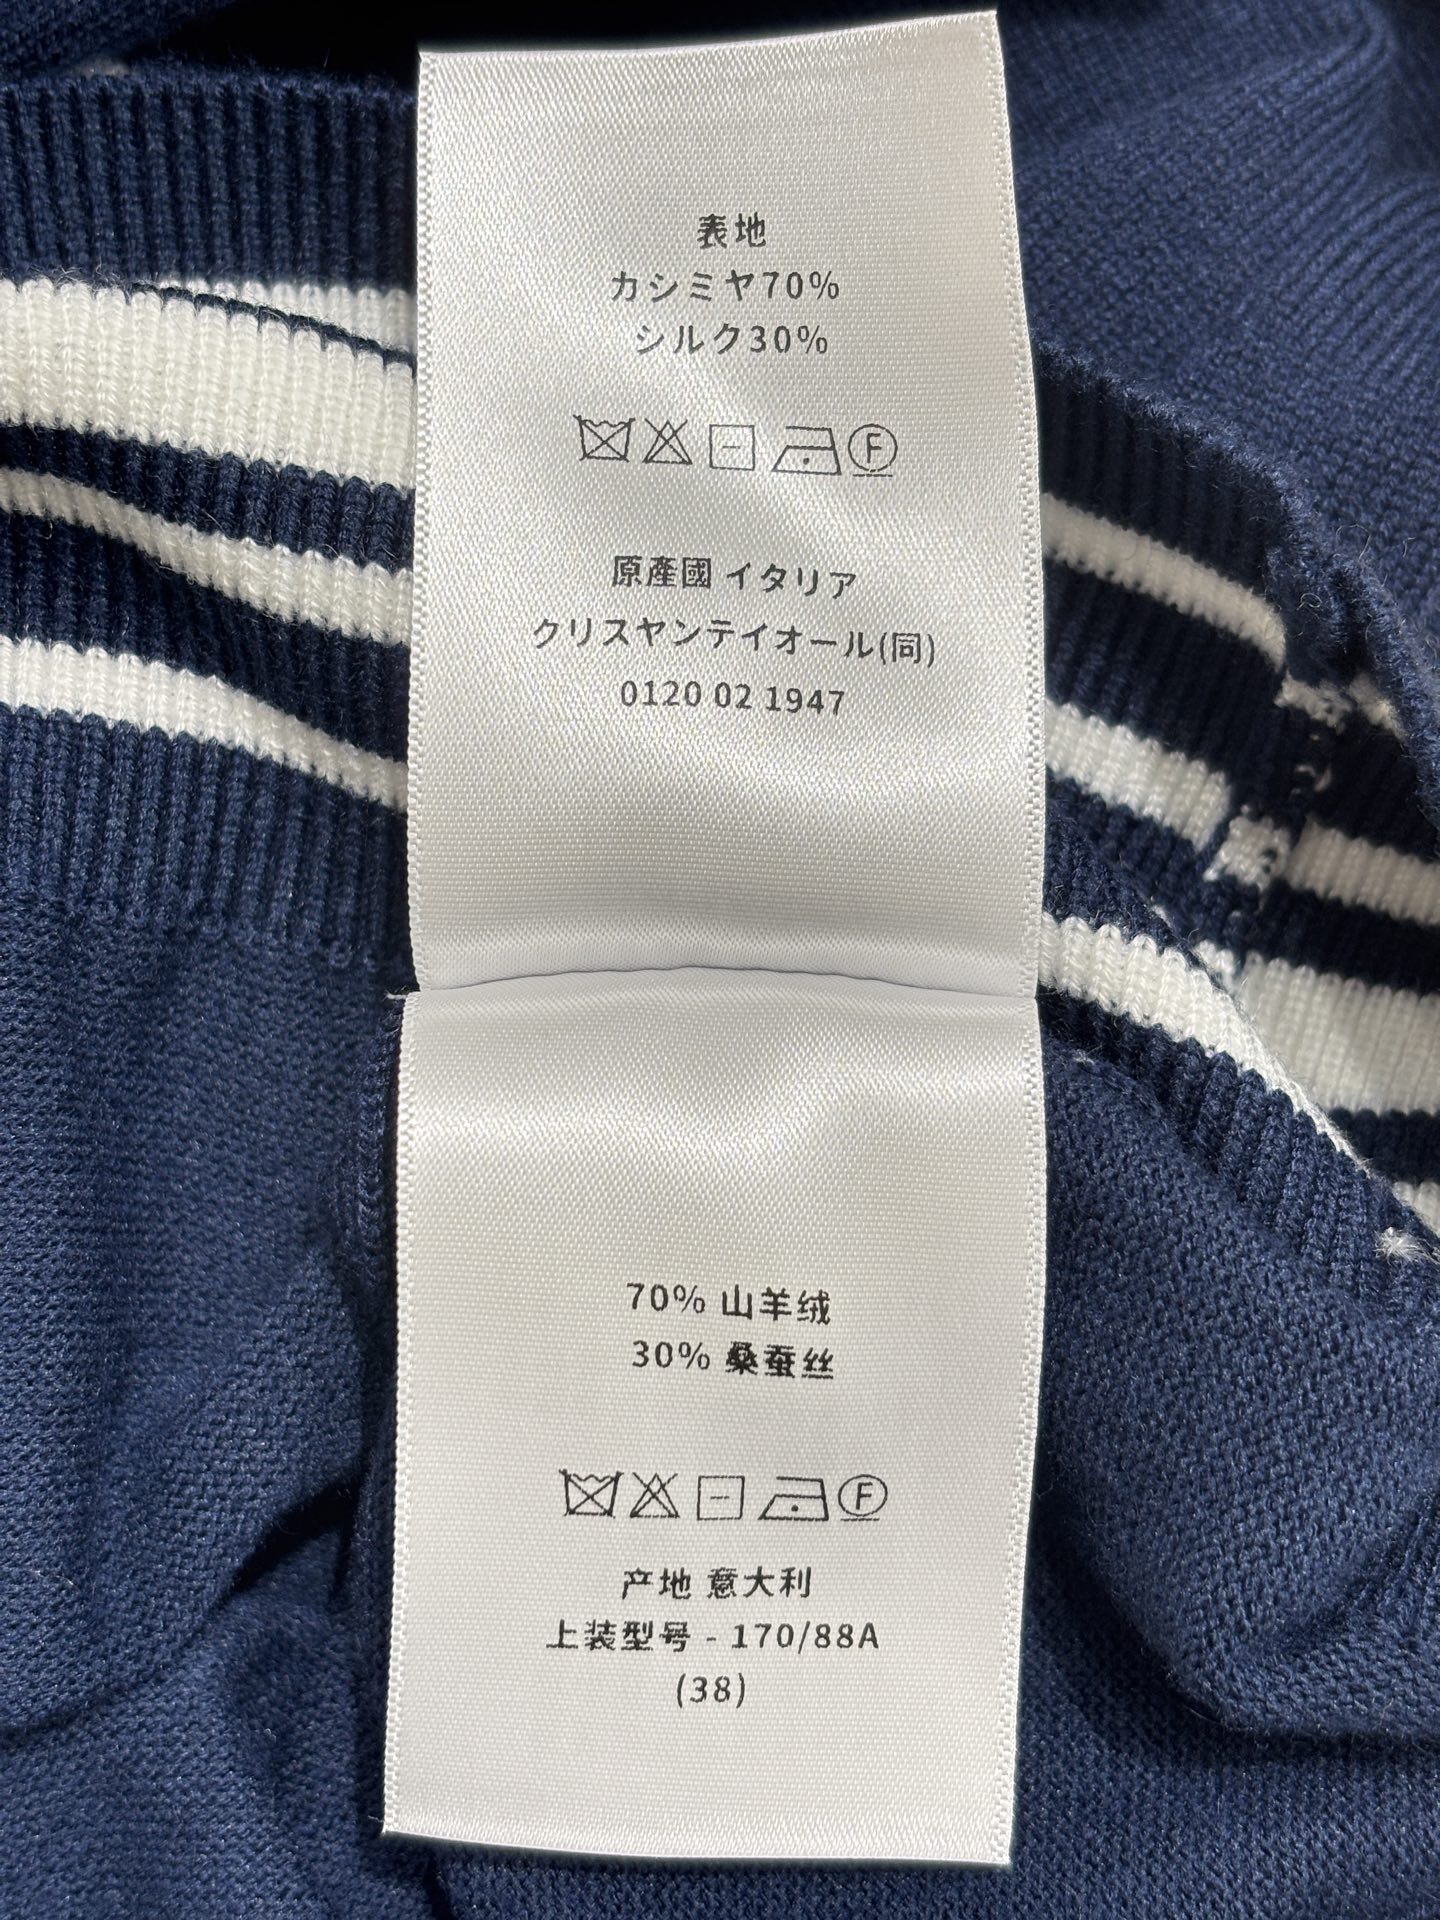 表地
カシミヤ70%
シルク30%
F
原產國 イタリア
クリスヤンテイオール(同)
0120 02 1947
70% 山羊绒
30% 桑蚕丝
F
产地 意大利
上装型号 - 170/88A
(38)